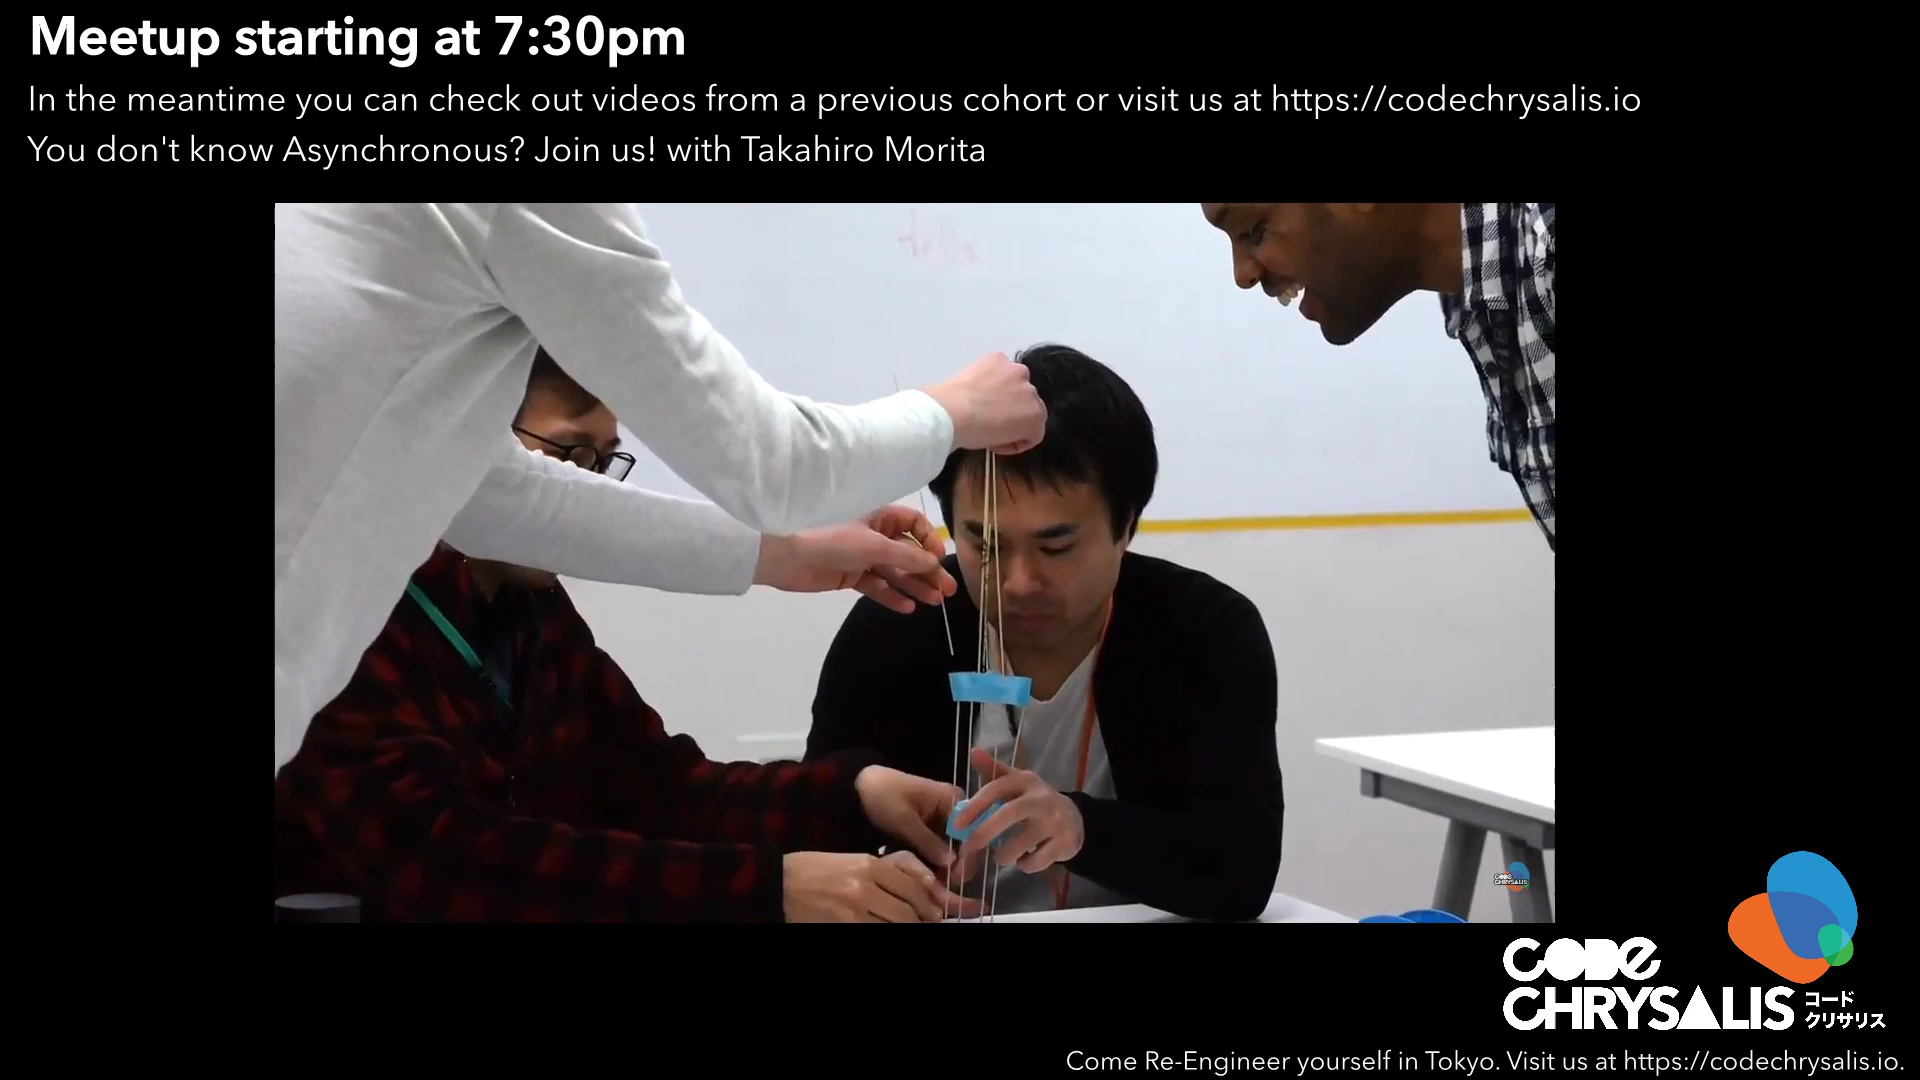 Meetup starting at 7:30pm
In the meantime you can check out videos from a previous cohort or visit us at https://codechrysalis.io
You don't know Asynchronous? Join us! with Takahiro Morita
CODE
CHRYSALIS
CODE
CHRYSALIS
コード
クリサリス
Come Re-Engineer yourself in Tokyo. Visit us at https://codechrysalis.io.